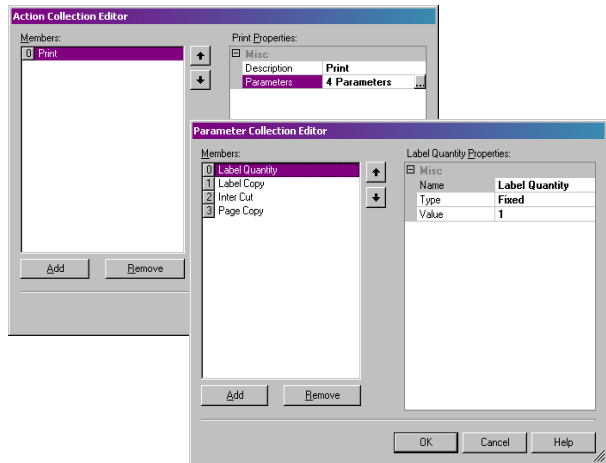 Action Collection Editor
Members:
0 Print
Print Properties:
Misc
Description Print
Parameters 4 Parameters ...
Add Remove
Parameter Collection Editor
Members:
0 Label Quantity
1 Label Copy
2 Inter Cut
3 Page Copy
Label Quantity Properties:
Misc
Name Label Quantity
Type Fixed
Value 1
Add Remove
OK Cancel Help